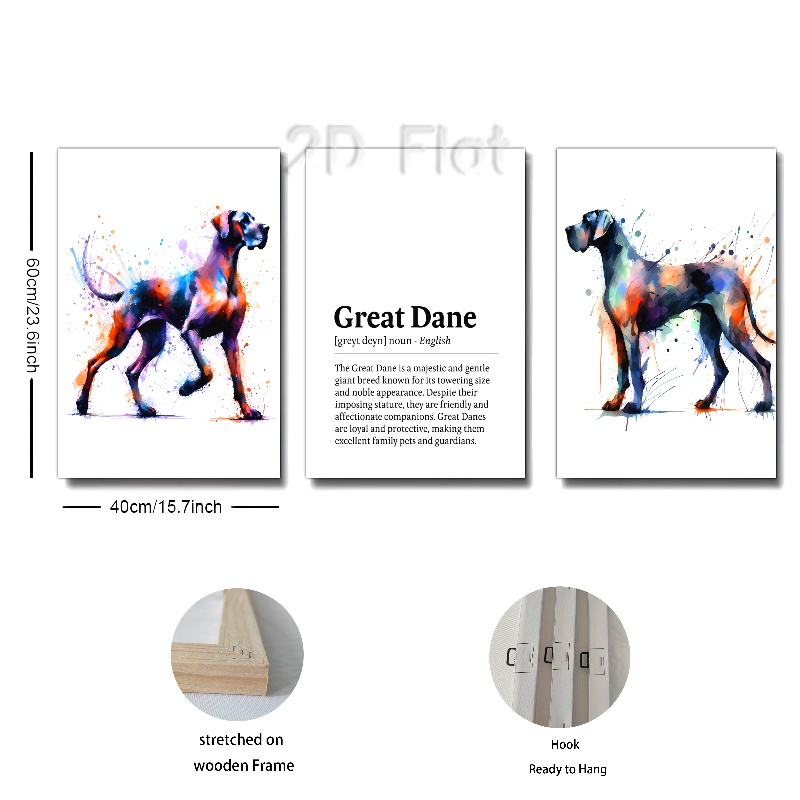 2D Flat
60cm/23.6inch
Great Dane
[greyt deyn] noun - English
The Great Dane is a majestic and gentle
giant breed known for its towering size
and noble appearance. Despite their
imposing stature, they are friendly and
affectionate companions. Great Danes
are loyal and protective, making them
excellent family pets and guardians.
40cm/15.7inch
stretched on
wooden Frame
Hook
Ready to Hang